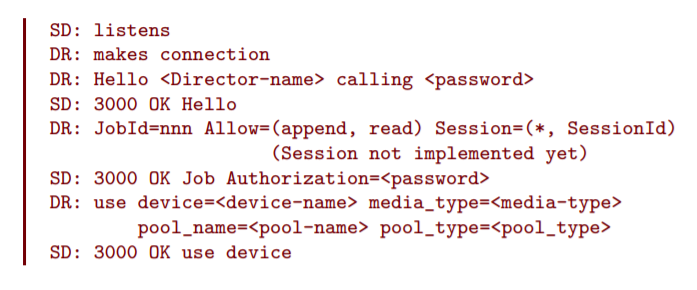 SD: listens
DR: makes connection
DR: Hello <Director-name> calling <password>
SD: 3000 OK Hello
DR: JobId=nnn Allow=(append, read) Session=(*, SessionId)
(Session not implemented yet)
SD: 3000 OK Job Authorization=<password>
DR: use device=<device-name> media_type=<media-type>
pool_name=<pool-name> pool_type=<pool_type>
SD: 3000 OK use device